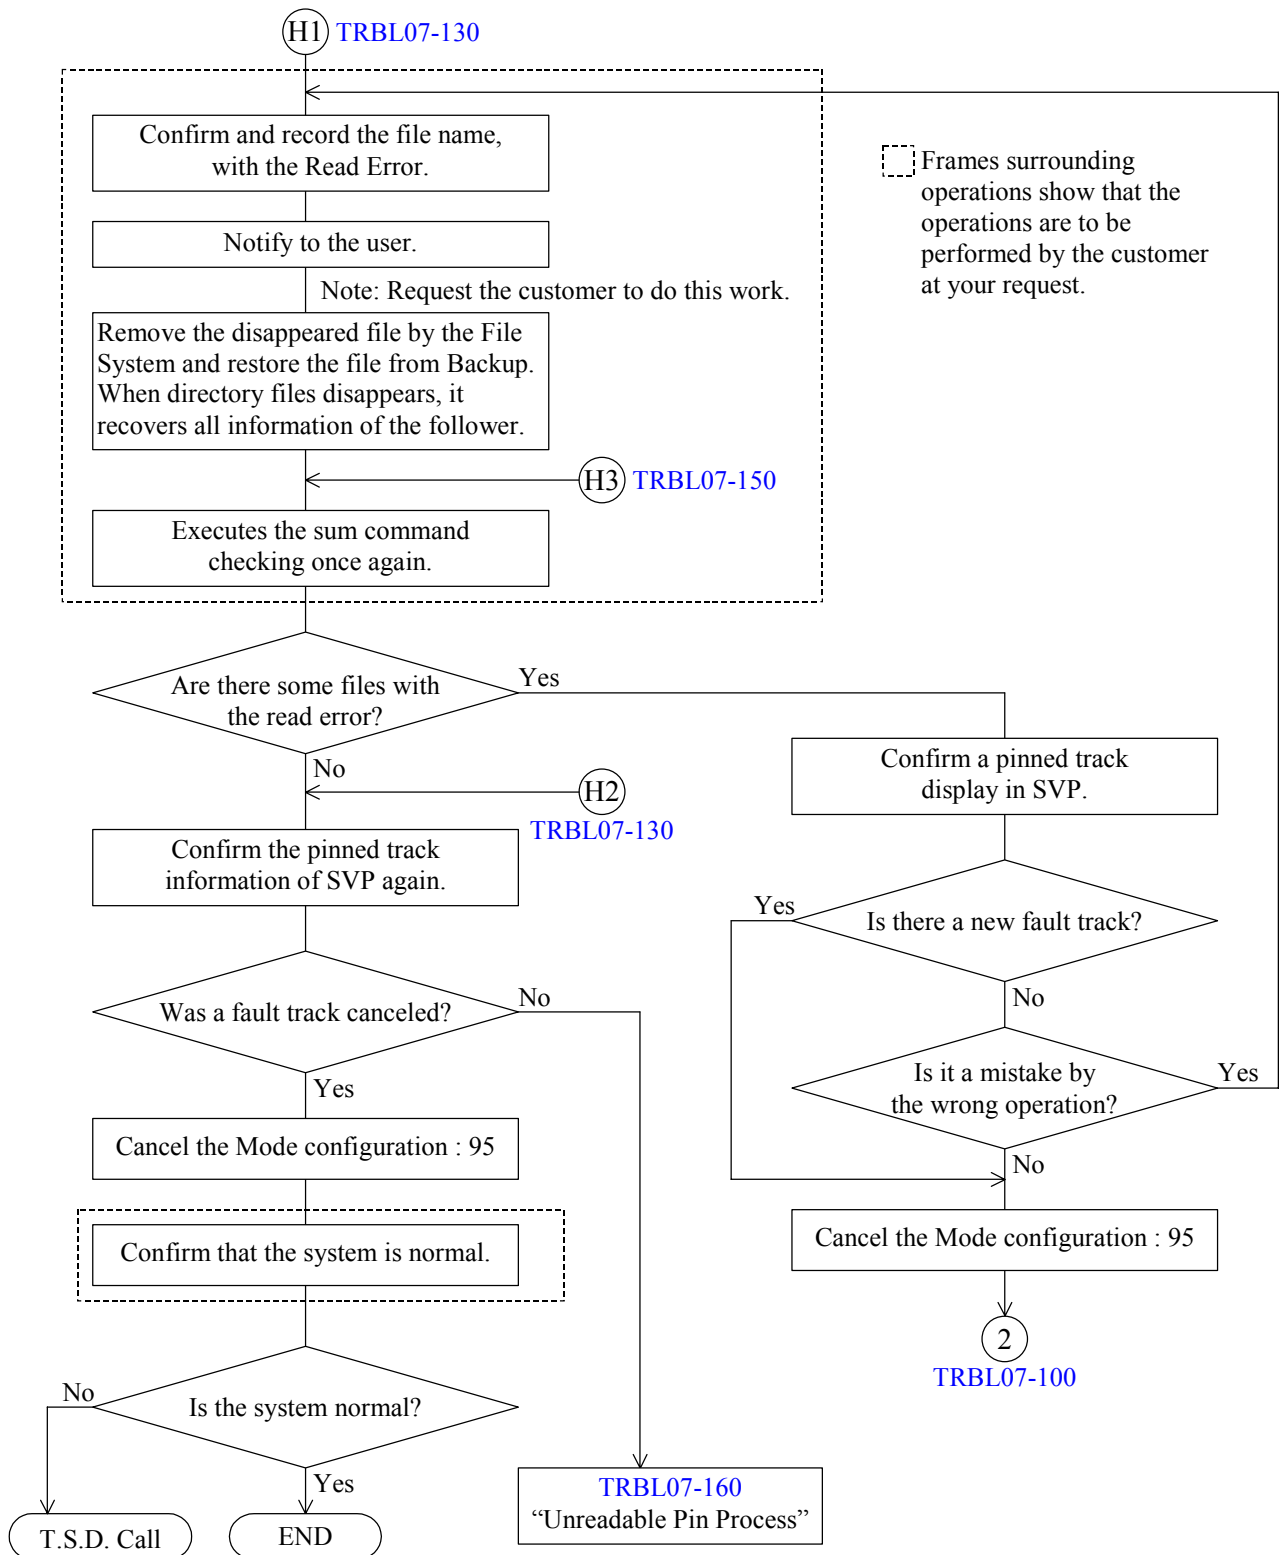 H1 TRBL07-130
Confirm and record the file name,
with the Read Error.
Frames surrounding
operations show that the
operations are to be
performed by the customer
at your request.
Notify to the user.
Note: Request the customer to do this work.
Remove the disappeared file by the File
System and restore the file from Backup.
When directory files disappears, it
recovers all information of the follower.
H3 TRBL07-150
Executes the sum command
checking once again.
Are there some files with
the read error?
Yes
No
Confirm a pinned track
display in SVP.
H2
TRBL07-130
Confirm the pinned track
information of SVP again.
Yes
Is there a new fault track?
No
Was a fault track canceled?
No
Yes
Is it a mistake by
the wrong operation?
Yes
No
Cancel the Mode configuration : 95
Cancel the Mode configuration : 95
Confirm that the system is normal.
2
TRBL07-100
No
Is the system normal?
Yes
TRBL07-160
“Unreadable Pin Process”
T.S.D. Call
END